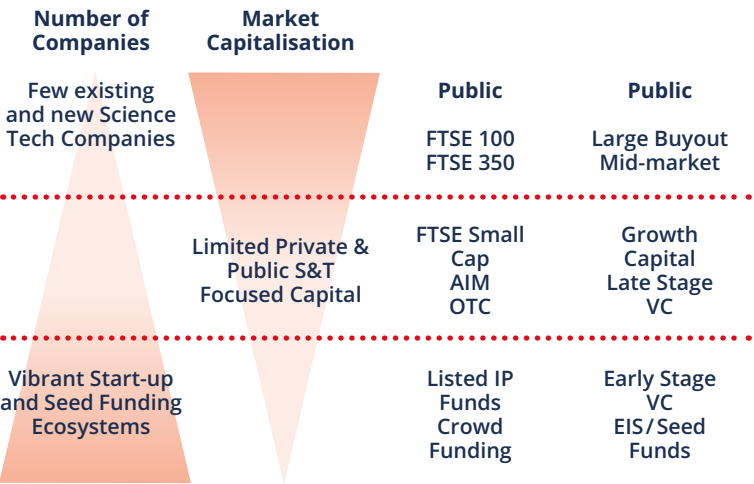 Number of
Companies
Market
Capitalisation
Few existing
and new Science
Tech Companies
Public
FTSE 100
FTSE 350
Public
Large Buyout
Mid-market
Limited Private &
Public S&T
Focused Capital
FTSE Small
Cap
AIM
OTC
Growth
Capital
Late Stage
VC
Vibrant Start-up
and Seed Funding
Ecosystems
Listed IP
Funds
Crowd
Funding
Early Stage
VC
EIS/Seed
Funds